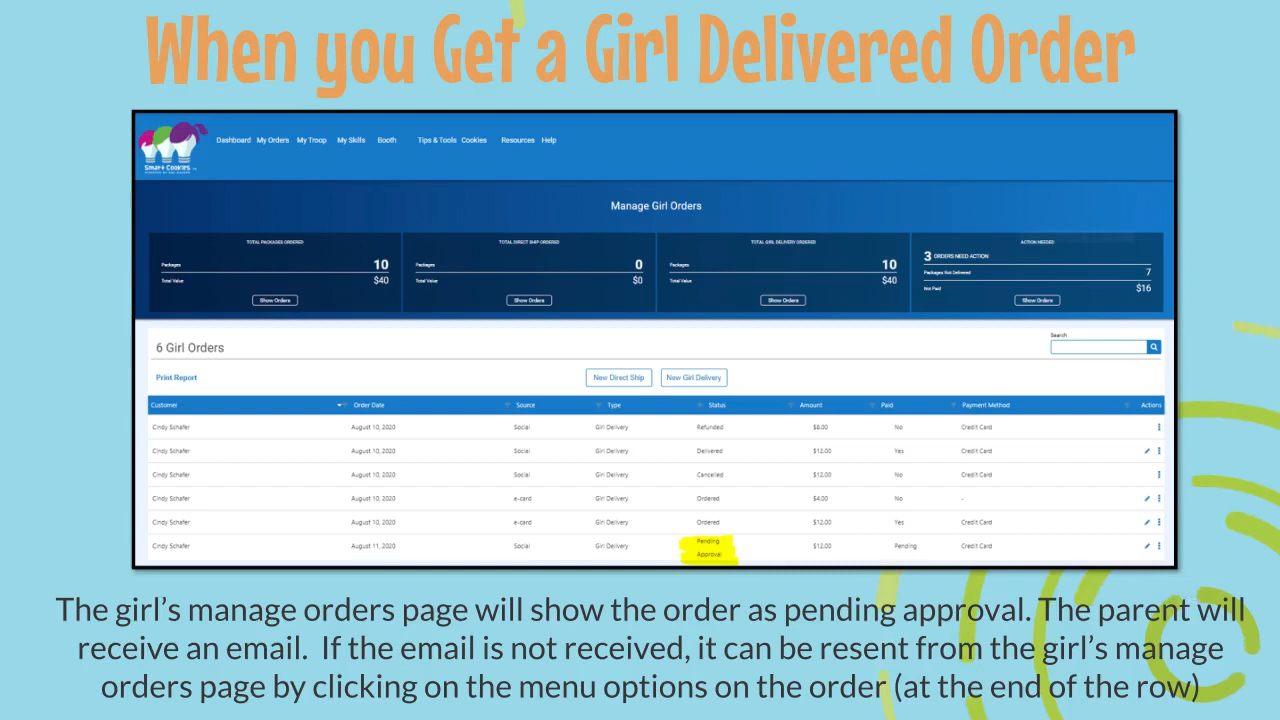 When you Get a Girl Delivered Order
Smart Cookies
Dashboard My Orders My Troop My Skills Booth Tips & Tools Cookies Resources Help
Manage Girl Orders
TOTAL PACKAGES ORDERED TOTAL DIRECT SHIP ORDERED TOTAL GIRL DELIVERY ORDERED ACTION NEEDED
Packages 10 Packages 0 Packages 10 3 ORDERS NEED ACTION
Packages Not Delivered 7
Total Value $40 Total Value $0 Total Value $40 Not Paid $16
Show Orders Show Orders Show Orders Show Orders
Search
6 Girl Orders
Print Report New Direct Ship New Girl Delivery
Customer Order Date Source Type Status Amount Paid Payment Method Actions
Cindy Schafer August 10, 2020 Social Girl Delivery Refunded $8.00 No Credit Card
Cindy Schafer August 10, 2020 Social Girl Delivery Delivered $12.00 Yes Credit Card
Cindy Schafer August 10, 2020 Social Girl Delivery Cancelled $12.00 No Credit Card
Cindy Schafer August 10, 2020 e-card Girl Delivery Ordered $4.00 No -
Cindy Schafer August 10, 2020 e-card Girl Delivery Ordered $12.00 Yes Credit Card
Cindy Schafer August 11, 2020 Social Girl Delivery Pending Approval $12.00 Pending Credit Card
The girl's manage orders page will show the order as pending approval. The parent will
receive an email.  If the email is not received, it can be resent from the girl's manage
orders page by clicking on the menu options on the order (at the end of the row)